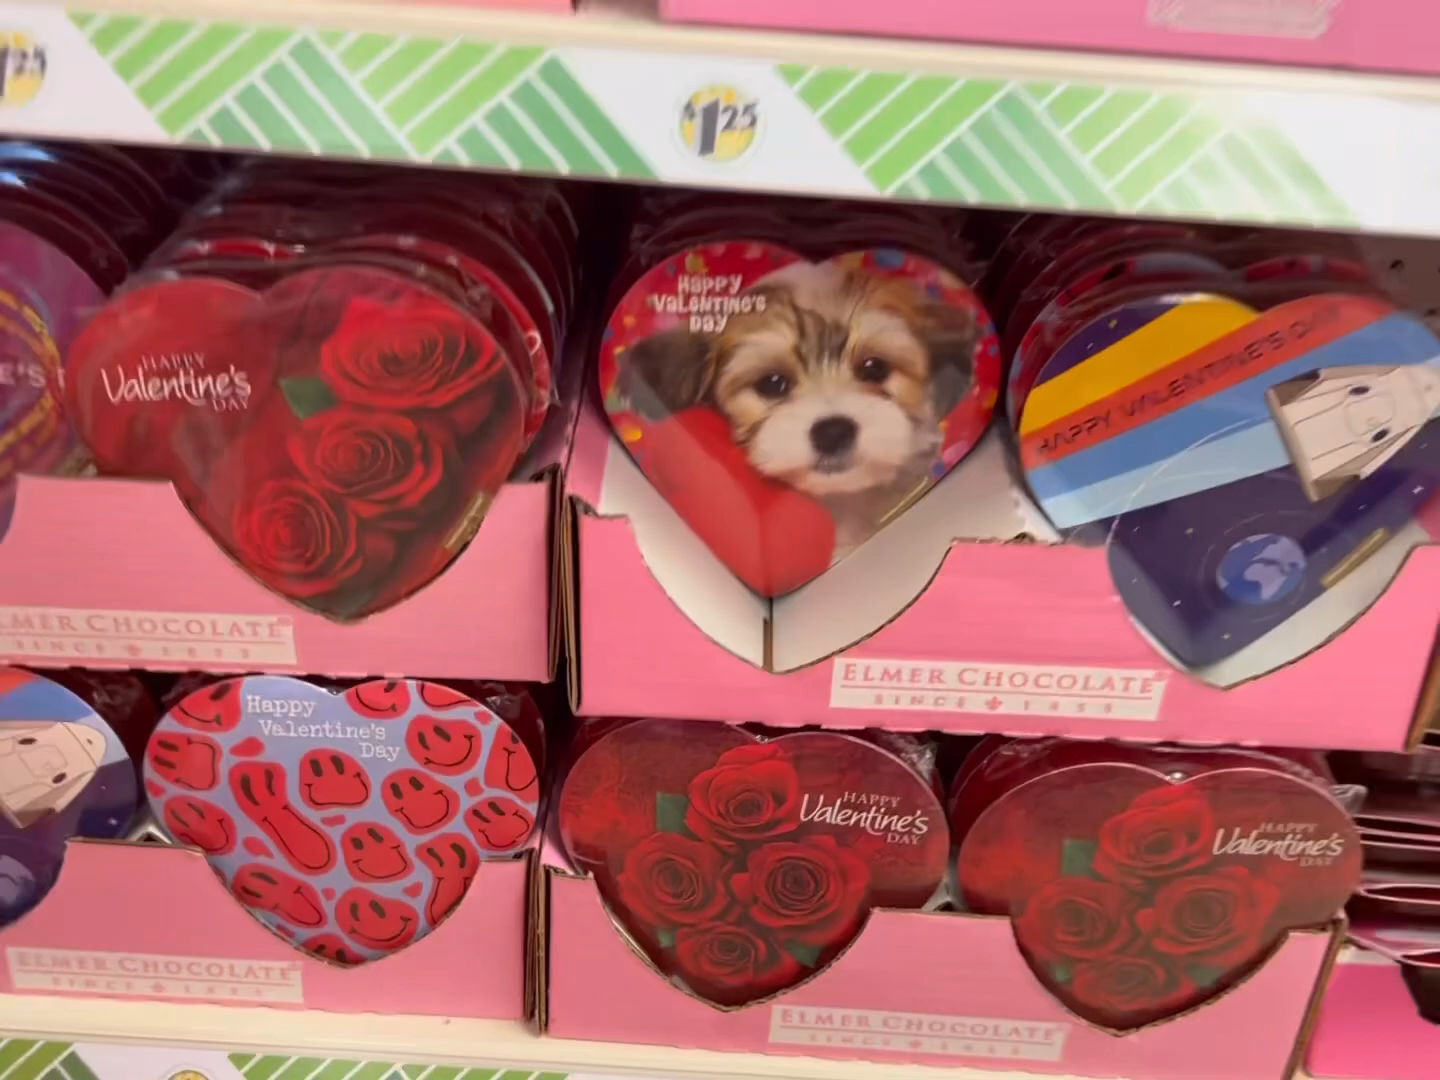 $1.25
$1.25
HAPPY
Valentine's
DAY
HAPPY
VALENTINE'S
DAY
HAPPY VALENTINE'S DAY
E'S
ELMER CHOCOLATE
SINCE 1855
ELMER CHOCOLATE®
SINCE 1855
Happy
Valentine's
Day
HAPPY
Valentine's
DAY
HAPPY
Valentine's
DAY
ELMER CHOCOLATE®
SINCE 1855
ELMER CHOCOLATE®
SINCE 1855